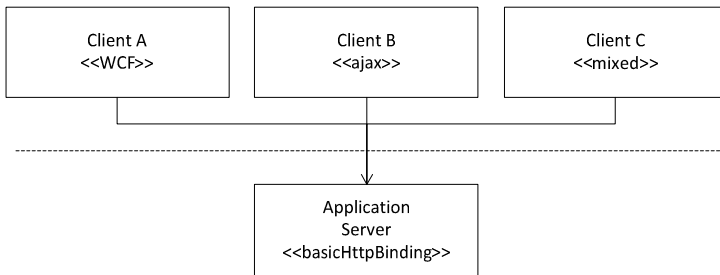 Client A
<<WCF>>
Client B
<<ajax>>
Client C
<<mixed>>
Application
Server
<<basicHttpBinding>>